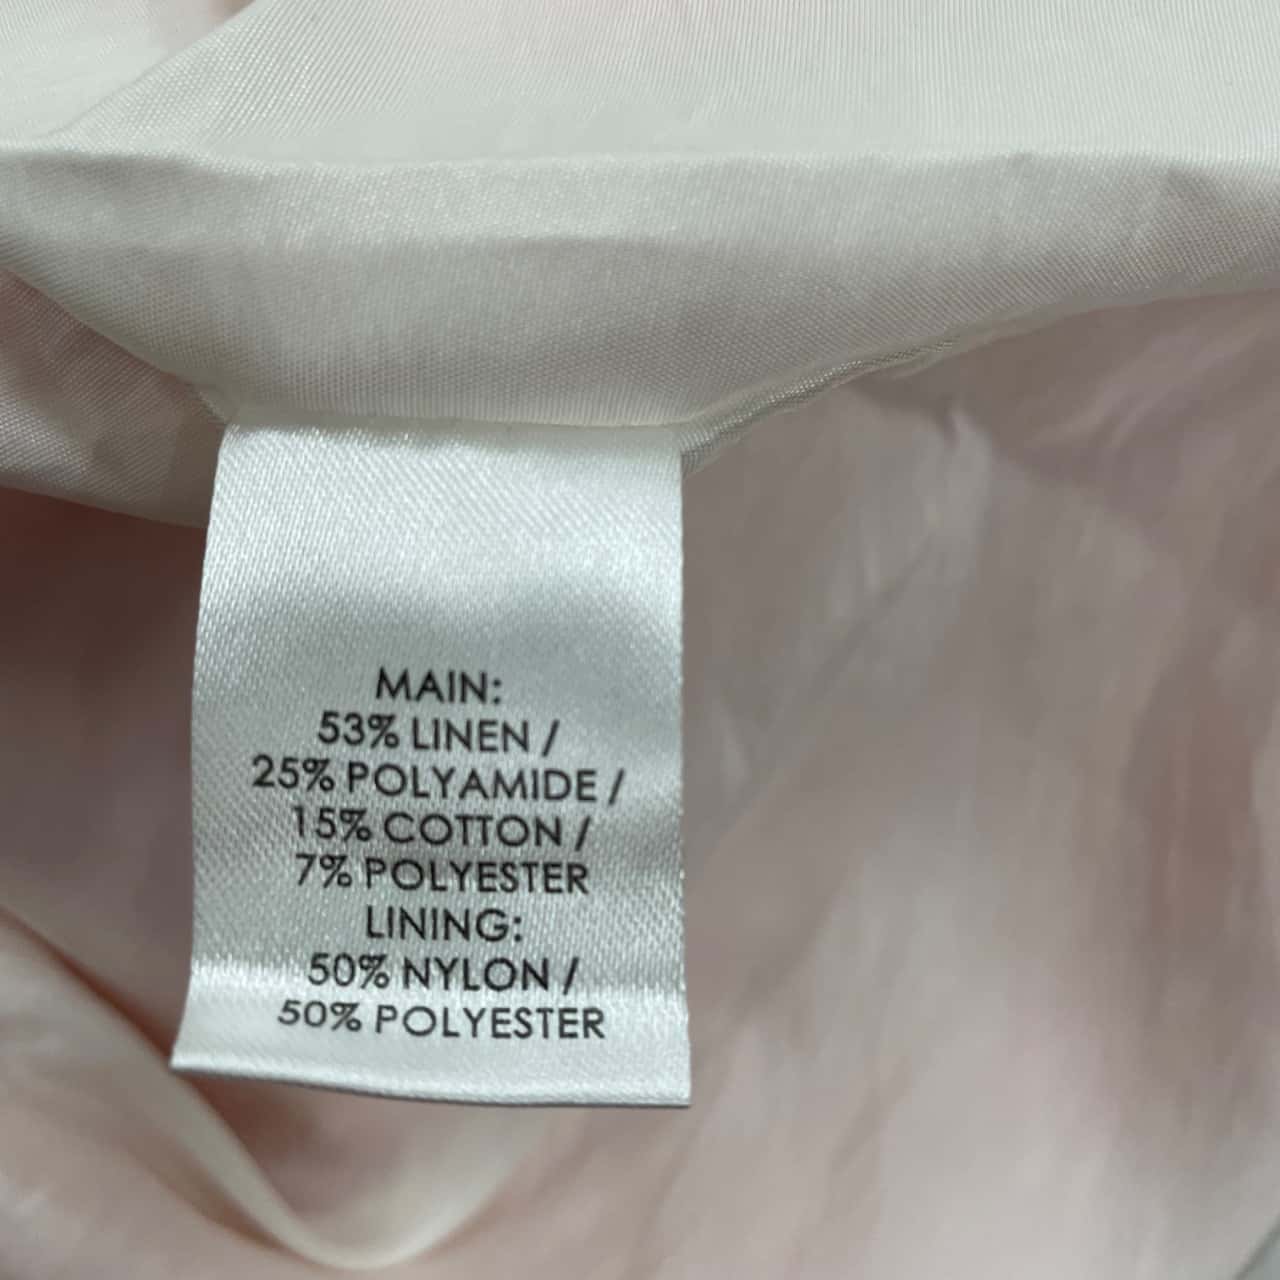 MAIN:
53% LINEN /
25% POLYAMIDE /
15% COTTON /
7% POLYESTER
LINING:
50% NYLON /
50% POLYESTER